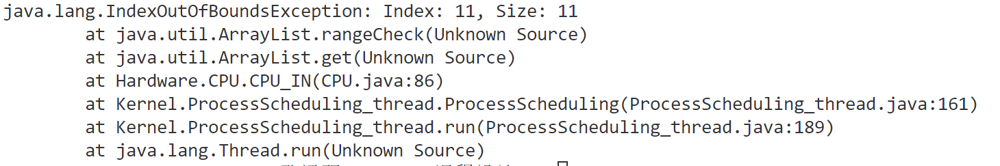 java.lang.IndexOutOfBoundsException: Index: 11, Size: 11
at java.util.ArrayList.rangeCheck(Unknown Source)
at java.util.ArrayList.get(Unknown Source)
at Hardware.CPU.CPU_IN(CPU.java:86)
at Kernel.ProcessScheduling_thread.ProcessScheduling(ProcessScheduling_thread.java:161)
at Kernel.ProcessScheduling_thread.run(ProcessScheduling_thread.java:189)
at java.lang.Thread.run(Unknown Source)